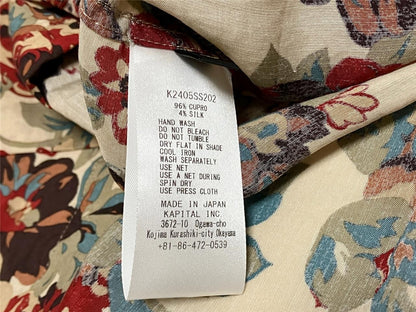 K2405SS202
96% CUPRO
4% SILK
HAND WASH
DO NOT BLEACH
DO NOT TUMBLE
DRY FLAT IN SHADE
COOL IRON
WASH SEPARATELY
USE NET
USE A NET DURING
SPIN DRY
USE PRESS CLOTH
MADE IN JAPAN
KAPITAL INC.
3672-10 Ogawa-cho
Kojima Kurashiki-city Okayama
+81-86-472-0539